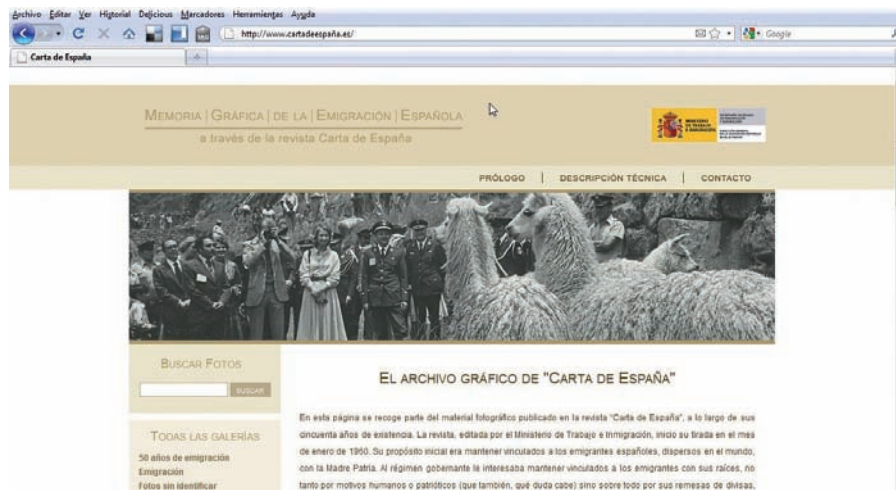 Archivo Editar Ver Historial Delicious Marcadores Herramientas Ayuda
http://www.cartadeespaña.es/
Google
Carta de España
MEMORIA | GRÁFICA | DE LA | EMIGRACIÓN | ESPAÑOLA
a través de la revista Carta de España
MINISTERIO DE TRABAJO E INMIGRACIÓN
PRÓLOGO | DESCRIPCIÓN TÉCNICA | CONTACTO
BUSCAR FOTOS
BUSCAR
TODAS LAS GALERÍAS
50 años de emigración
Emigración
Fotos sin identificar
EL ARCHIVO GRÁFICO DE "CARTA DE ESPAÑA"
En esta página se recoge parte del material fotográfico publicado en la revista "Carta de España", a lo largo de sus
cincuenta años de existencia. La revista, editada por el Ministerio de Trabajo e Inmigración, inicio su tirada en el mes
de enero de 1960. Su propósito inicial era mantener vinculados a los emigrantes españoles, dispersos en el mundo,
con la Madre Patria. Al régimen gobernante le interesaba mantener vinculados a los emigrantes con sus raíces, no
tanto por motivos humanos o patrióticos (que también, qué duda cabe) sino sobre todo por sus remesas de divisas,